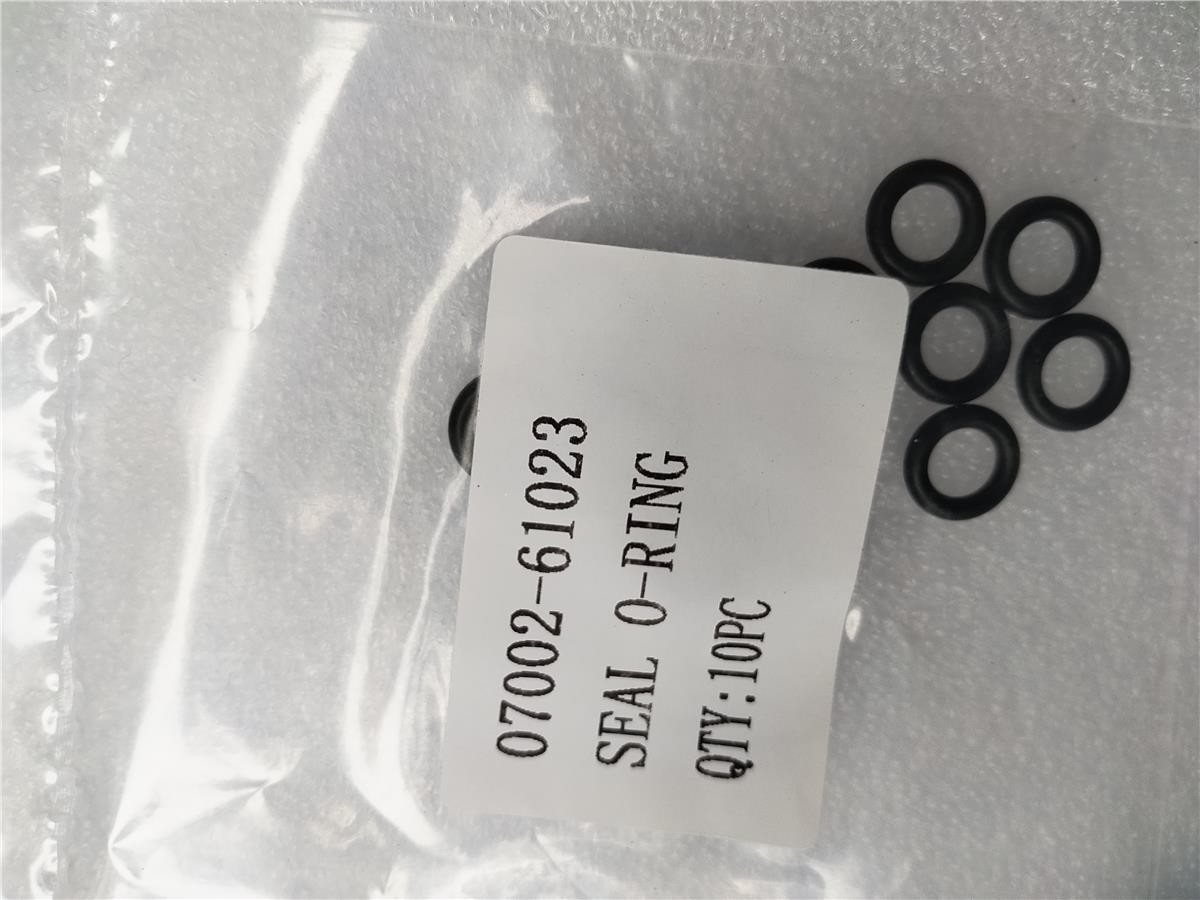 07002-61023
SEAL O-RING
QTY:10PC